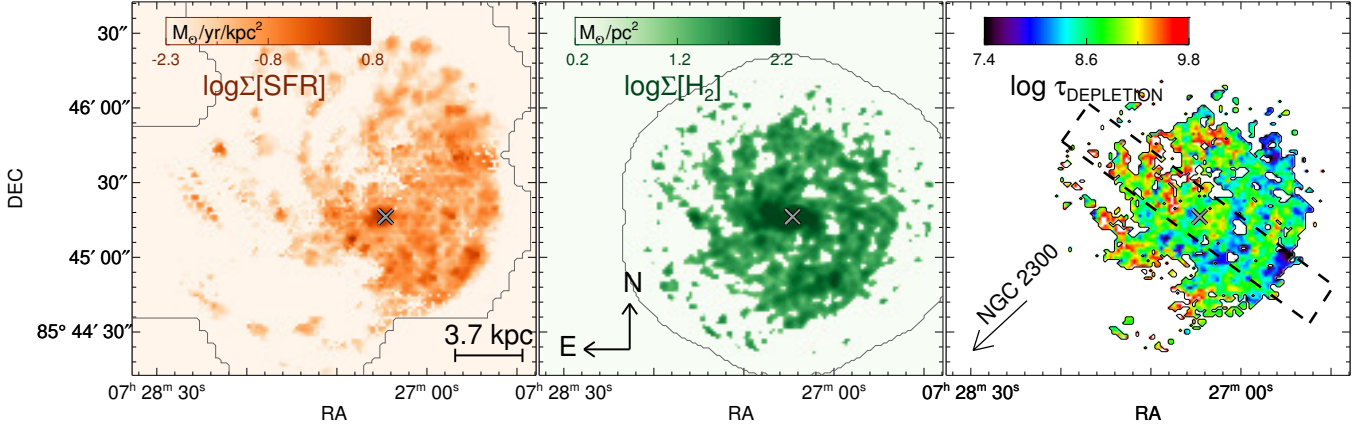 M⊙/yr/kpc²
-2.3 -0.8 0.8
logΣ[SFR]
M⊙/pc²
0.2 1.2 2.2
logΣ[H₂]
7.4 8.6 9.8
log τDEPLETION
DEC
30″
46′ 00″
30″
45′ 00″
85° 44′ 30″
3.7 kpc
N
E
NGC 2300
07ʰ 28ᵐ 30ˢ 27ᵐ 00ˢ
07ʰ 28ᵐ 30ˢ 27ᵐ 00ˢ
07ʰ 28ᵐ 30ˢ 27ᵐ 00ˢ
RA
RA
RA